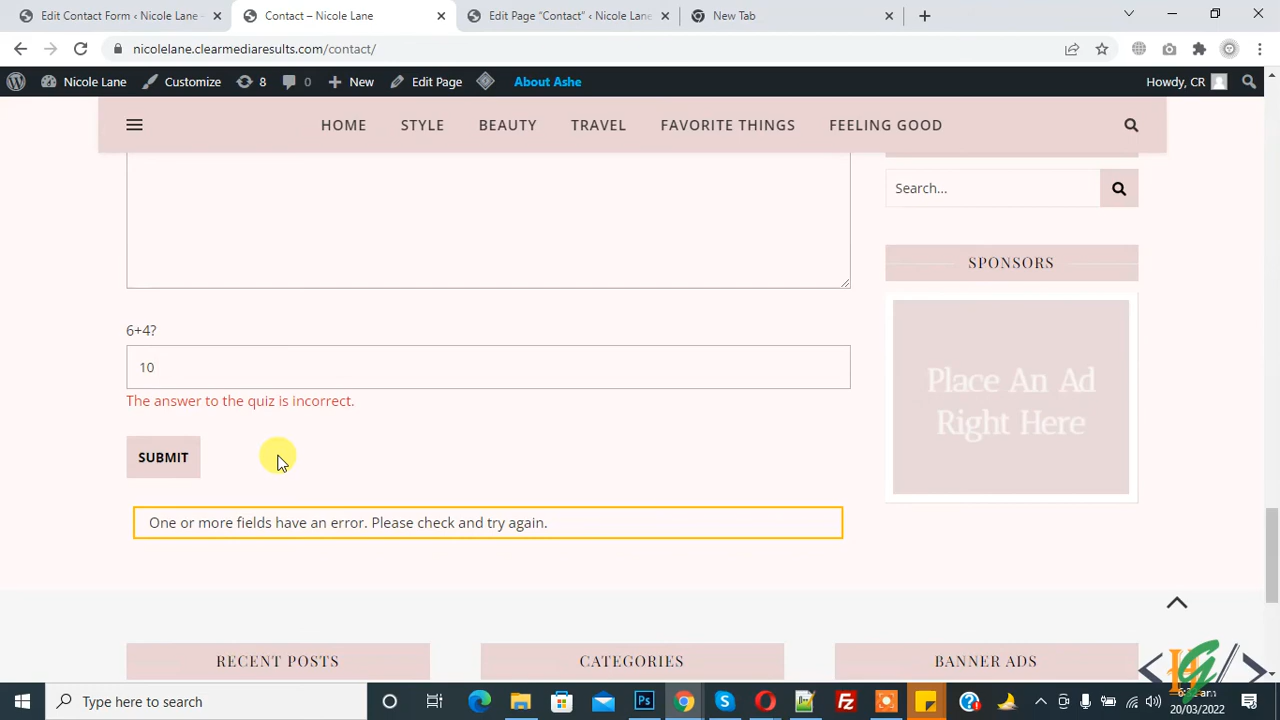 Edit Contact Form ‹ Nicole Lane -
Contact – Nicole Lane
Edit Page "Contact" ‹ Nicole Lane
New Tab
nicolelane.clearmediaresults.com/contact/
Nicole Lane
Customize
8
0
New
Edit Page
About Ashe
Howdy, CR
HOME
STYLE
BEAUTY
TRAVEL
FAVORITE THINGS
FEELING GOOD
Search...
SPONSORS
Place An Ad
Right Here
6+4?
10
The answer to the quiz is incorrect.
SUBMIT
One or more fields have an error. Please check and try again.
RECENT POSTS
CATEGORIES
BANNER ADS
Type here to search
20/03/2022